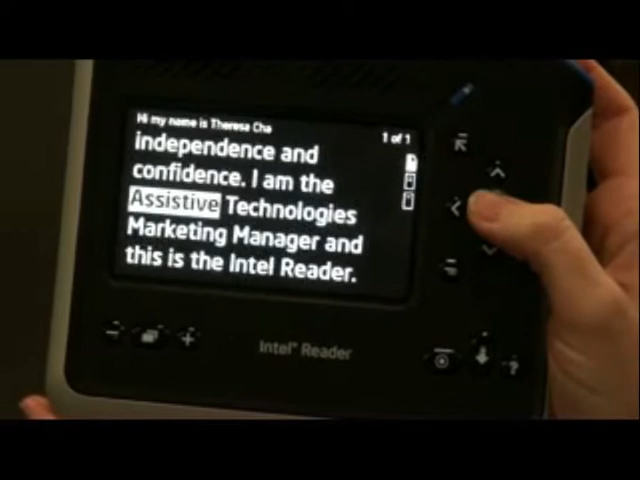 Hi my name is Theresa Cha
1 of 1
independence and
confidence. I am the
Assistive Technologies
Marketing Manager and
this is the Intel Reader.
Intel® Reader
?